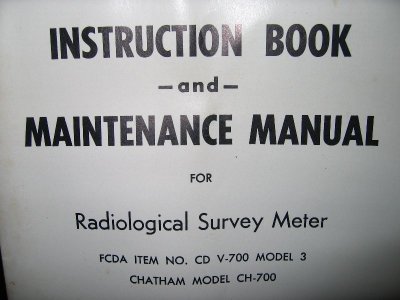 INSTRUCTION BOOK
—and—
MAINTENANCE MANUAL
FOR
Radiological Survey Meter
FCDA ITEM NO. CD V-700 MODEL 3
CHATHAM MODEL CH-700